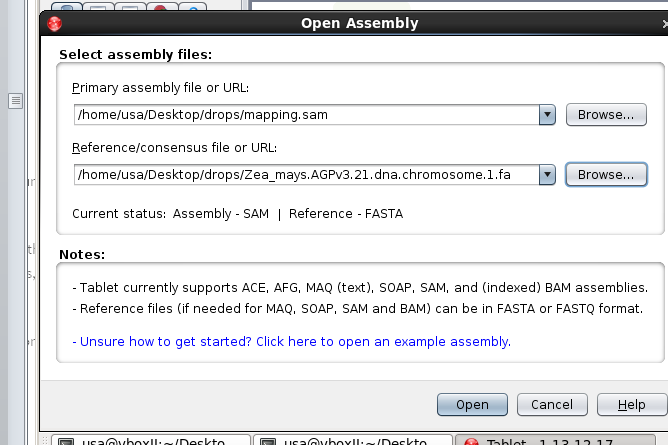 Open Assembly
Select assembly files:
Primary assembly file or URL:
/home/usa/Desktop/drops/mapping.sam
Browse...
Reference/consensus file or URL:
/home/usa/Desktop/drops/Zea_mays.AGPv3.21.dna.chromosome.1.fa
Browse...
Current status: Assembly - SAM | Reference - FASTA
Notes:
- Tablet currently supports ACE, AFG, MAQ (text), SOAP, SAM, and (indexed) BAM assemblies.
- Reference files (if needed for MAQ, SOAP, SAM and BAM) can be in FASTA or FASTQ format.
- Unsure how to get started? Click here to open an example assembly.
Open Cancel Help
usa@vboxII:~/Deskto usa@vboxII:~/Deskto Tablet - 1.13.12.17